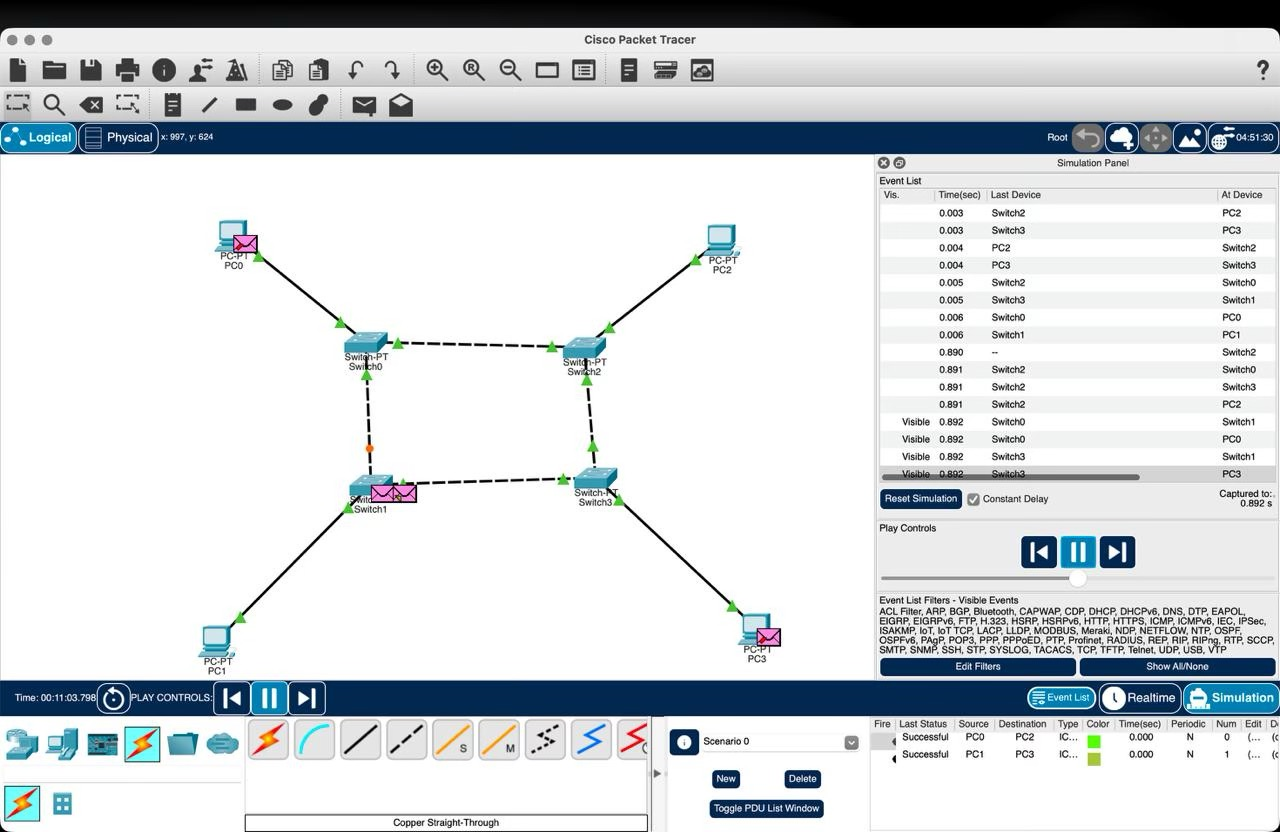 Cisco Packet Tracer
Logical
Physical
x: 997, y: 624
Root
04:51:30
Simulation Panel
Event List
Vis. Time(sec) Last Device At Device
0.003 Switch2 PC2
0.003 Switch3 PC3
0.004 PC2 Switch2
0.004 PC3 Switch3
0.005 Switch2 Switch0
0.005 Switch3 Switch1
0.006 Switch0 PC0
0.006 Switch1 PC1
0.890 -- Switch2
0.891 Switch2 Switch0
0.891 Switch2 Switch3
0.891 Switch2 PC2
Visible 0.892 Switch0 Switch1
Visible 0.892 Switch0 PC0
Visible 0.892 Switch3 Switch1
Visible 0.892 Switch3 PC3
Reset Simulation
Constant Delay
Captured to:
0.892 s
Play Controls
Event List Filters - Visible Events
ACL Filter, ARP, BGP, Bluetooth, CAPWAP, CDP, DHCP, DHCPv6, DNS, DTP, EAPOL,
EIGRP, EIGRPv6, FTP, H.323, HSRP, HSRPv6, HTTP, HTTPS, ICMP, ICMPv6, IEC, IPSec,
ISAKMP, IoT, IoT TCP, LACP, LLDP, MODBUS, Meraki, NDP, NETFLOW, NTP, OSPF,
OSPFv6, PAgP, POP3, PPP, PPPoED, PTP, Profinet, RADIUS, REP, RIP, RIPng, RTP, SCCP,
SMTP, SNMP, SSH, STP, SYSLOG, TACACS, TCP, TFTP, Telnet, UDP, USB, VTP
Edit Filters
Show All/None
PC-PT
PC0
PC-PT
PC2
Switch-PT
Switch0
Switch-PT
Switch2
Switch1
Switch-PT
Switch3
PC-PT
PC1
PC-PT
PC3
Time: 00:11:03.798
PLAY CONTROLS:
Event List
Realtime
Simulation
S
M
Copper Straight-Through
Scenario 0
New
Delete
Toggle PDU List Window
Fire Last Status Source Destination Type Color Time(sec) Periodic Num Edit
Successful PC0 PC2 IC... 0.000 N 0 (...
Successful PC1 PC3 IC... 0.000 N 1 (...